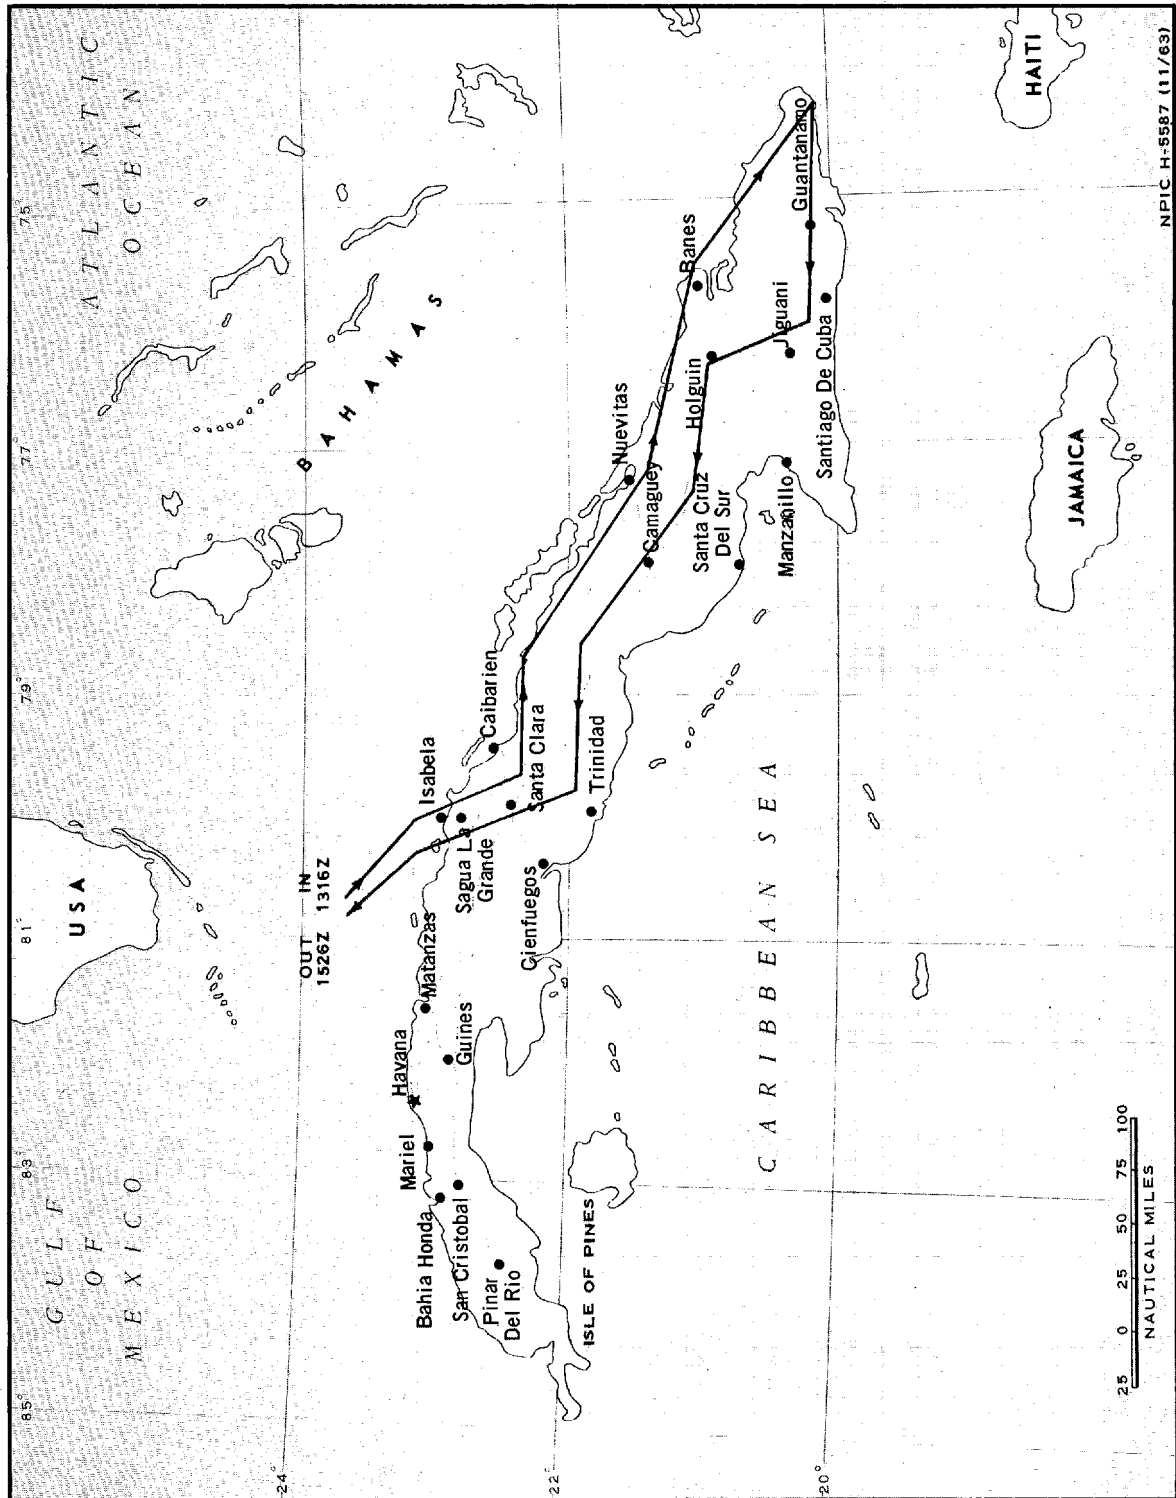 85°
83°
81°
79°
77°
75°
GULF
OF
MEXICO
USA
ATLANTIC
OCEAN
BAHAMAS
24°
OUT
1526Z
IN
1316Z
Havana
Mariel
Bahia Honda
San Cristobal
Pinar
Del Rio
Matanzas
Guines
Isabela
Sagua La
Grande
Caibarien
Santa Clara
Cienfuegos
Trinidad
22°
ISLE OF PINES
Nuevitas
Camaguey
Santa Cruz
Del Sur
Holguin
Banes
Jiguani
Manzanillo
Guantanamo
Santiago De Cuba
20°
CARIBBEAN SEA
JAMAICA
HAITI
25 0 25 50 75 100
NAUTICAL MILES
NPIC H-5587 (11/63)